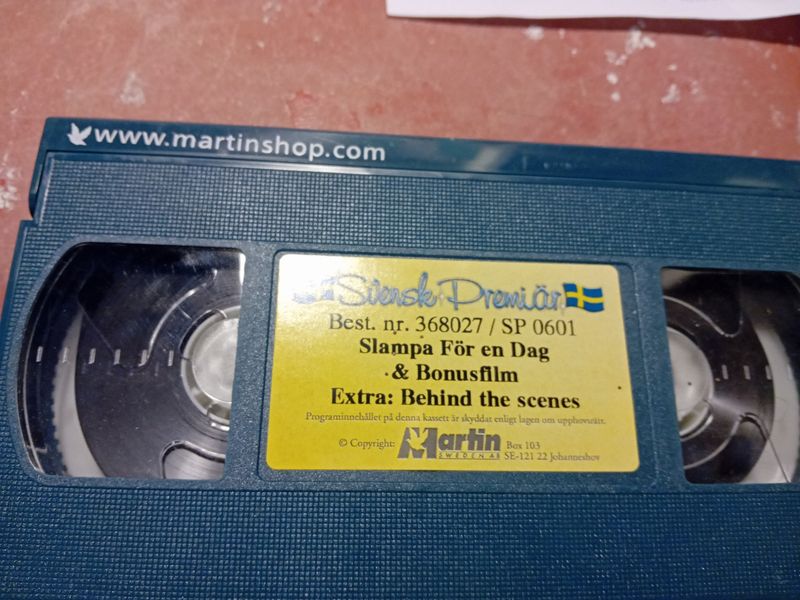 www.martinshop.com
Svensk Premiär
Best. nr. 368027 / SP 0601
Slampa För en Dag
& Bonusfilm
Extra: Behind the scenes
Programinnehållet på denna kassett är skyddat enligt lagen om upphovsrätt.
© Copyright: Martin Box 103
SWEDEN AB SE-121 22 Johanneshov